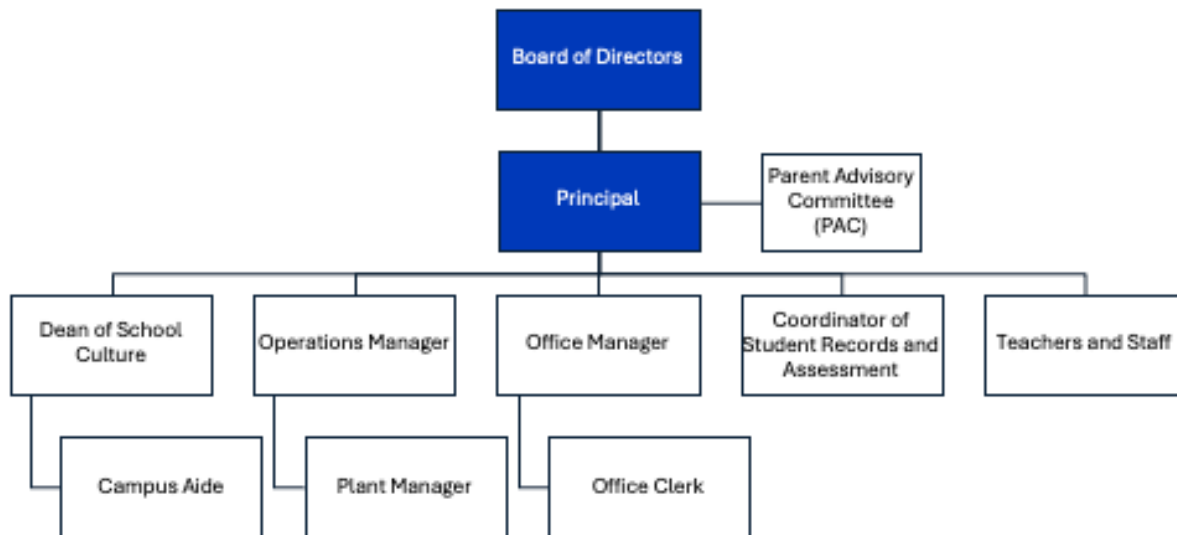 Board of Directors
Principal
Parent Advisory
Committee
(PAC)
Dean of School
Culture
Operations Manager
Office Manager
Coordinator of
Student Records and
Assessment
Teachers and Staff
Campus Aide
Plant Manager
Office Clerk